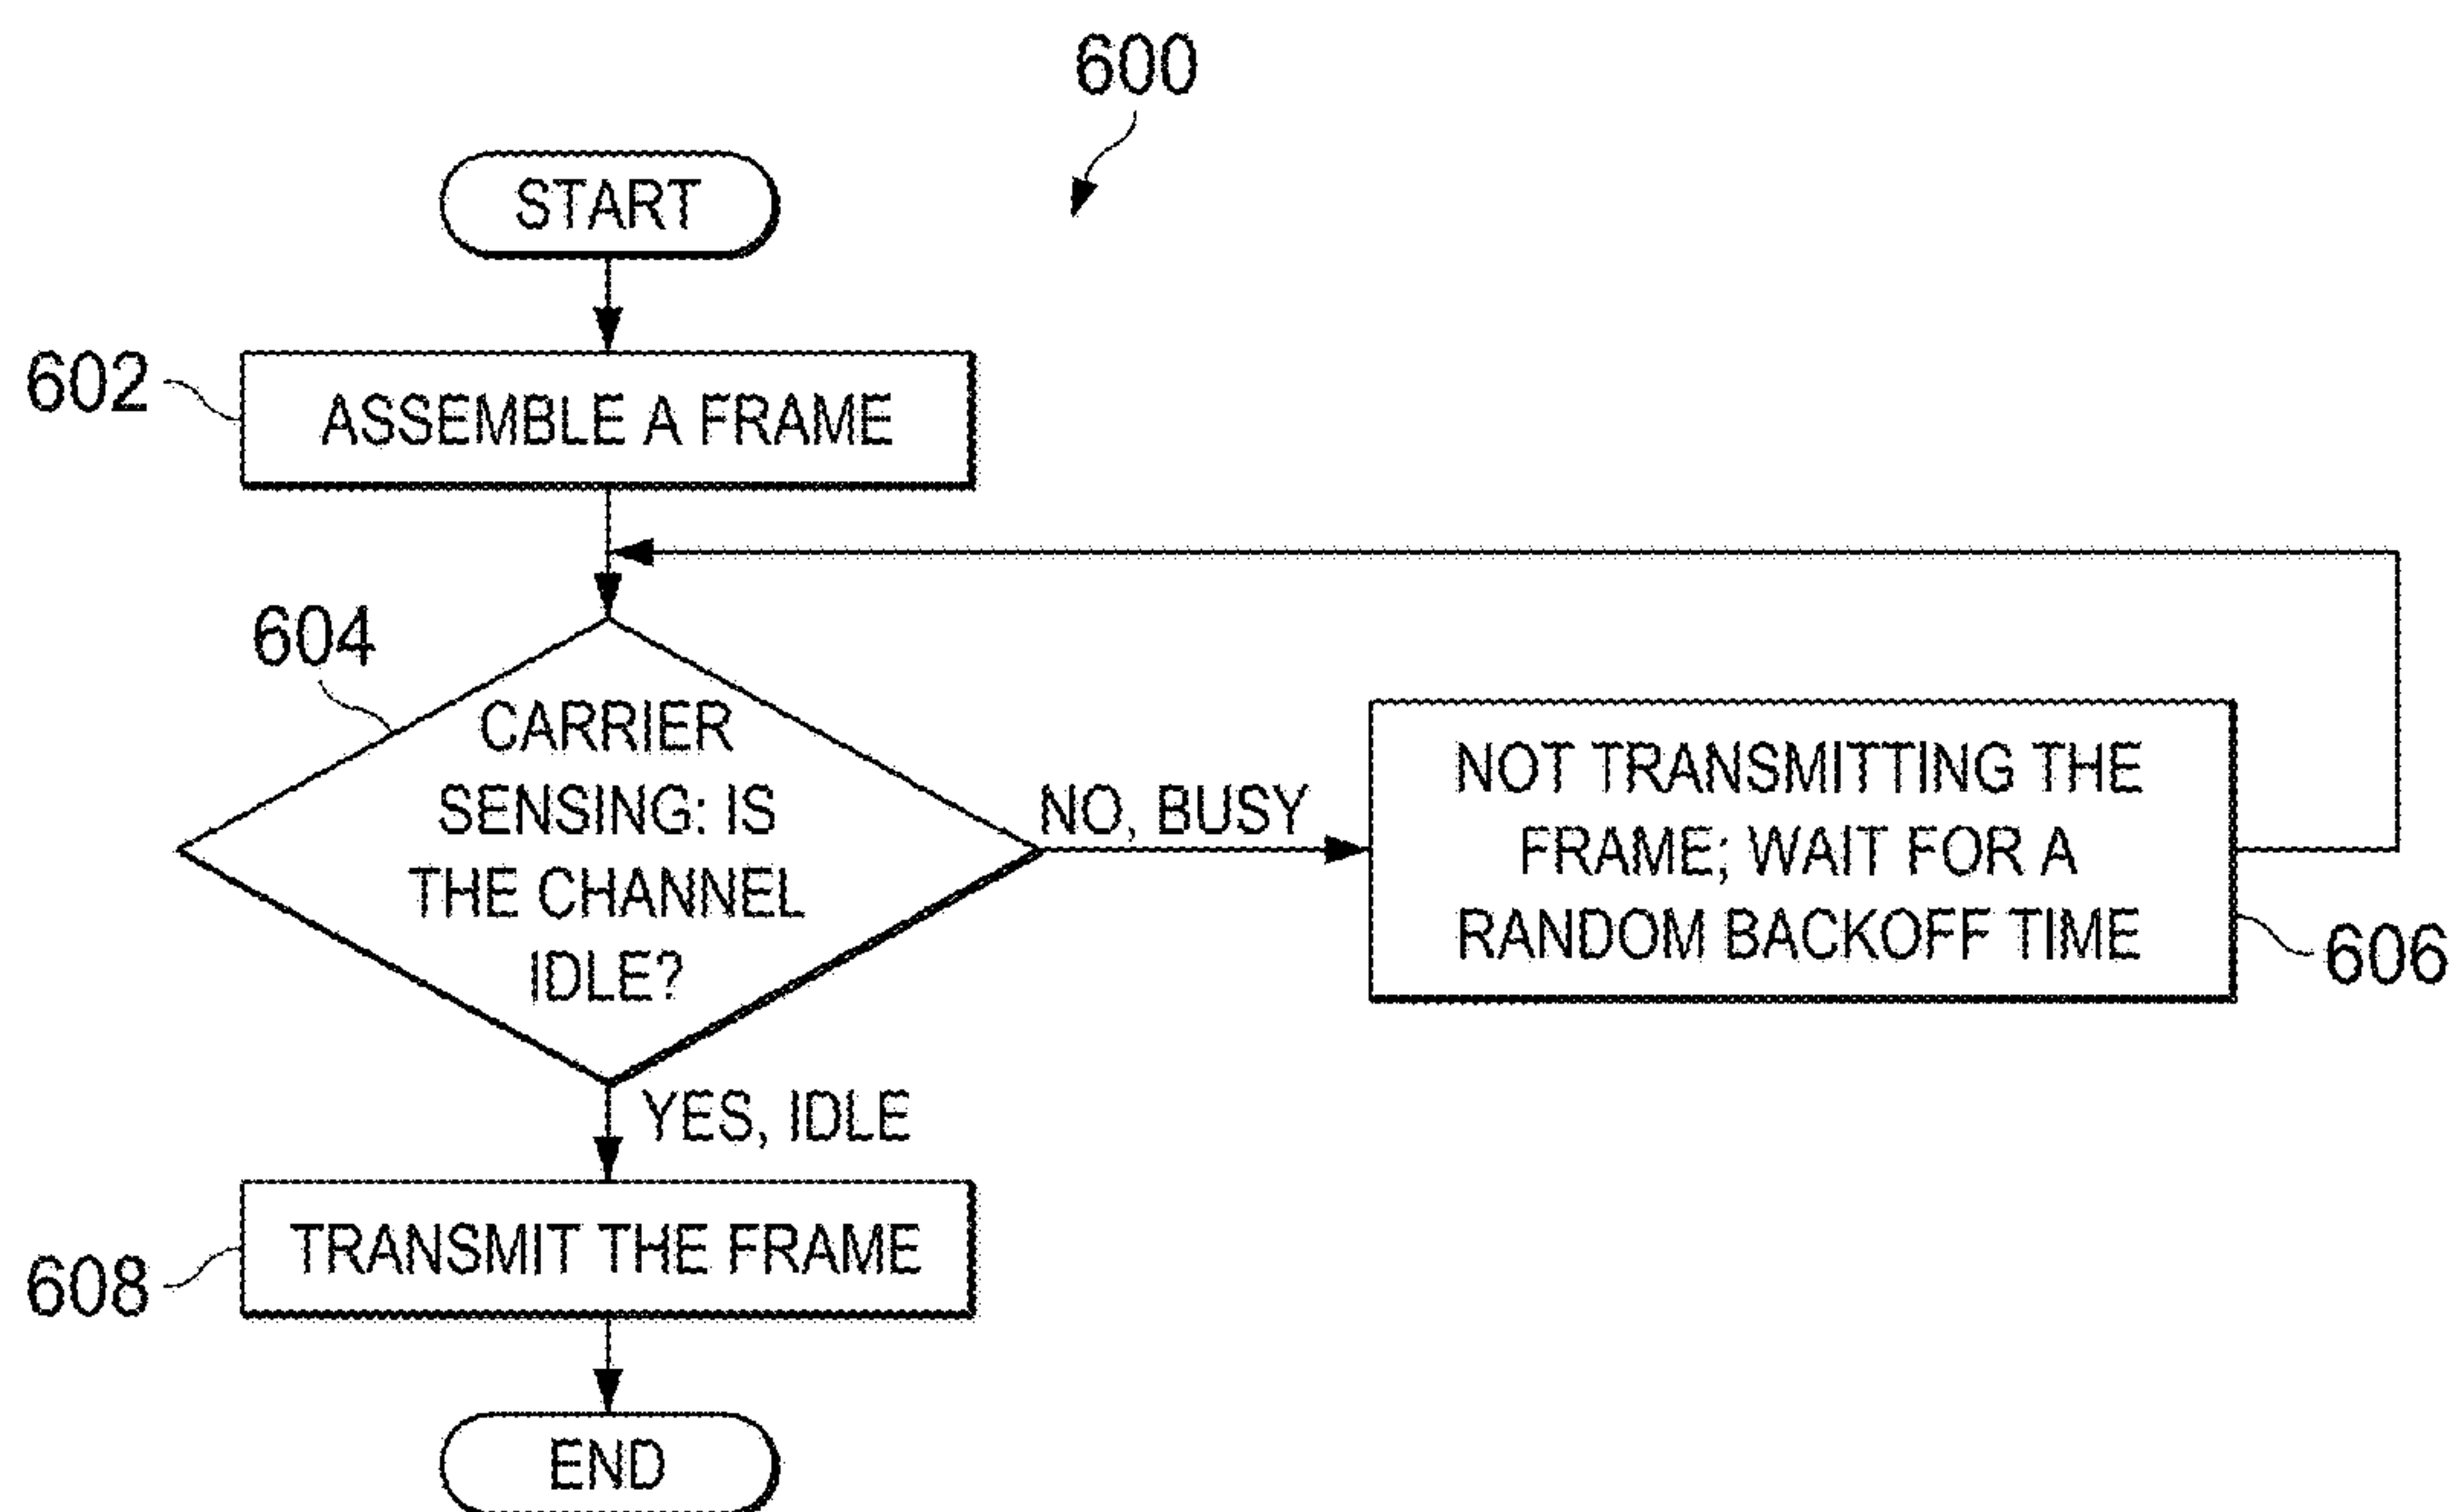 600
START
602
ASSEMBLE A FRAME
604
CARRIER
SENSING: IS
THE CHANNEL
IDLE?
NO, BUSY
NOT TRANSMITTING THE
FRAME; WAIT FOR A
RANDOM BACKOFF TIME
606
YES, IDLE
TRANSMIT THE FRAME
608
END